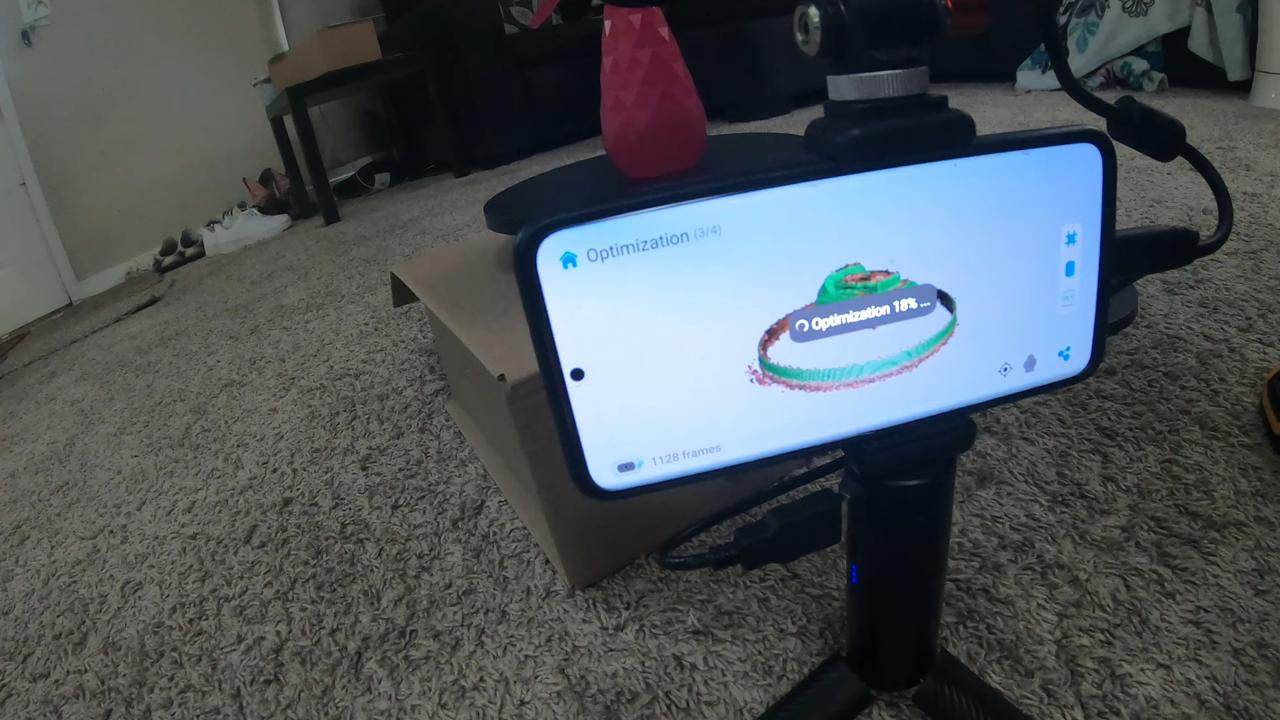 Optimization (3/4)
Optimization 18% ...
1128 frames